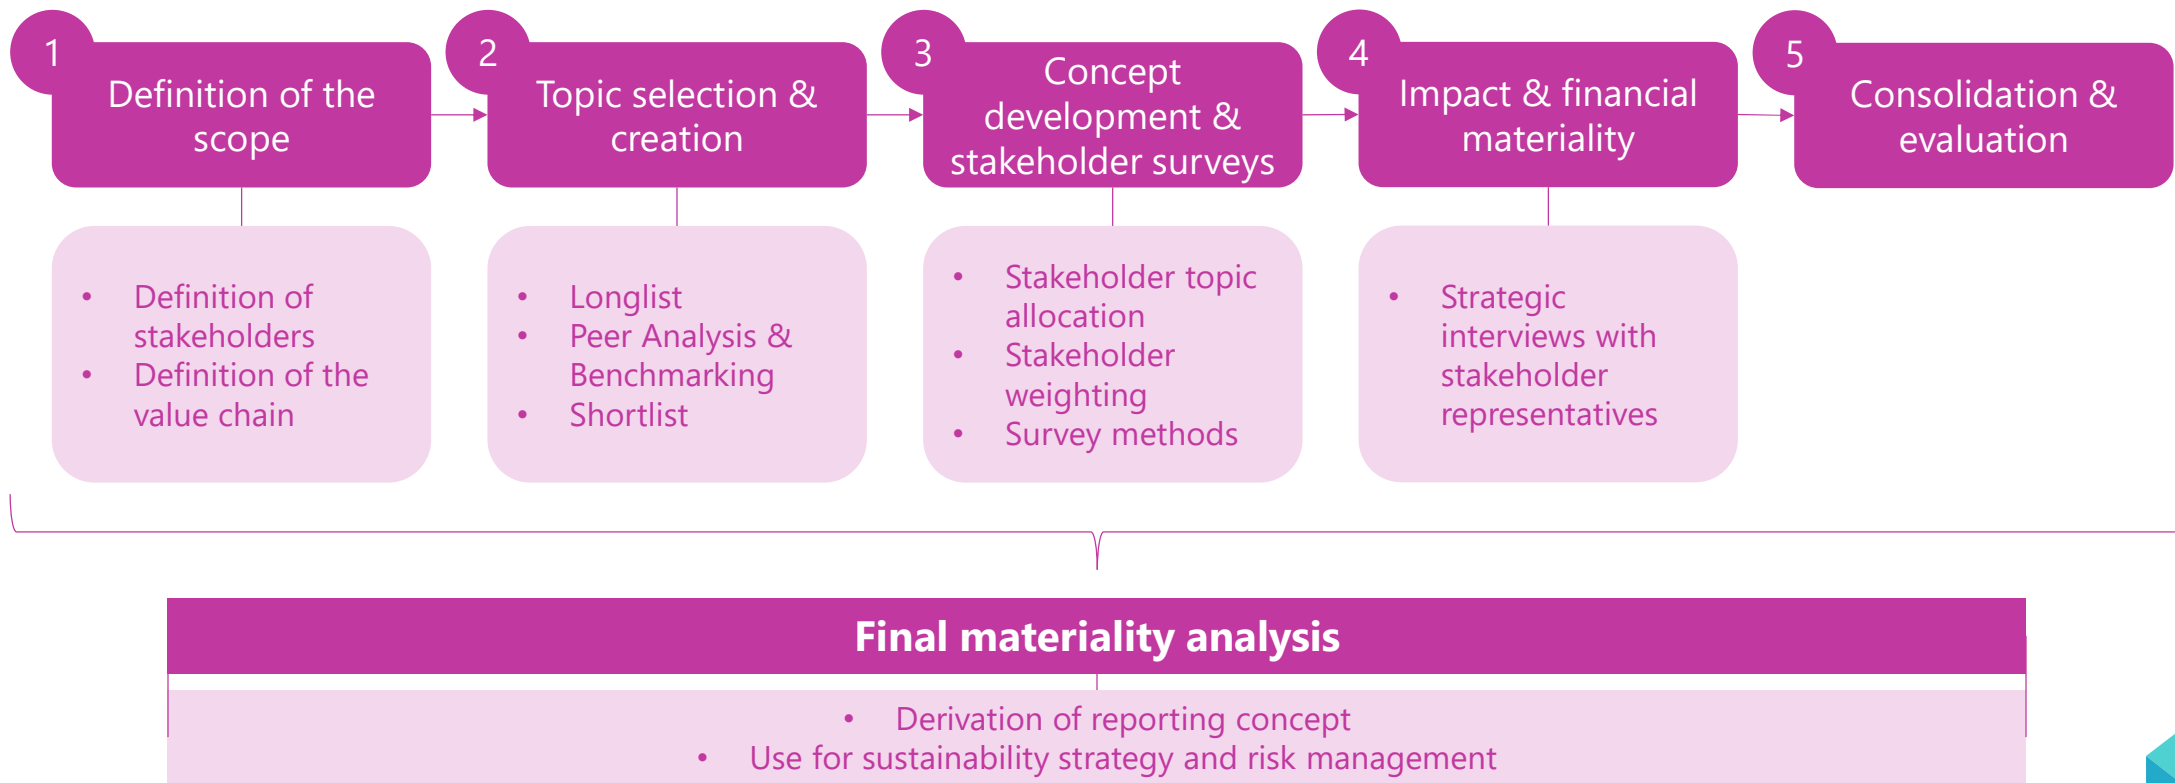 1
Definition of the
scope
2
Topic selection &
creation
3
Concept
development &
stakeholder surveys
4
Impact & financial
materiality
5
Consolidation &
evaluation
• Definition of
stakeholders
• Definition of the
value chain
• Longlist
• Peer Analysis &
Benchmarking
• Shortlist
• Stakeholder topic
allocation
• Stakeholder
weighting
• Survey methods
• Strategic
interviews with
stakeholder
representatives
Final materiality analysis
• Derivation of reporting concept
• Use for sustainability strategy and risk management